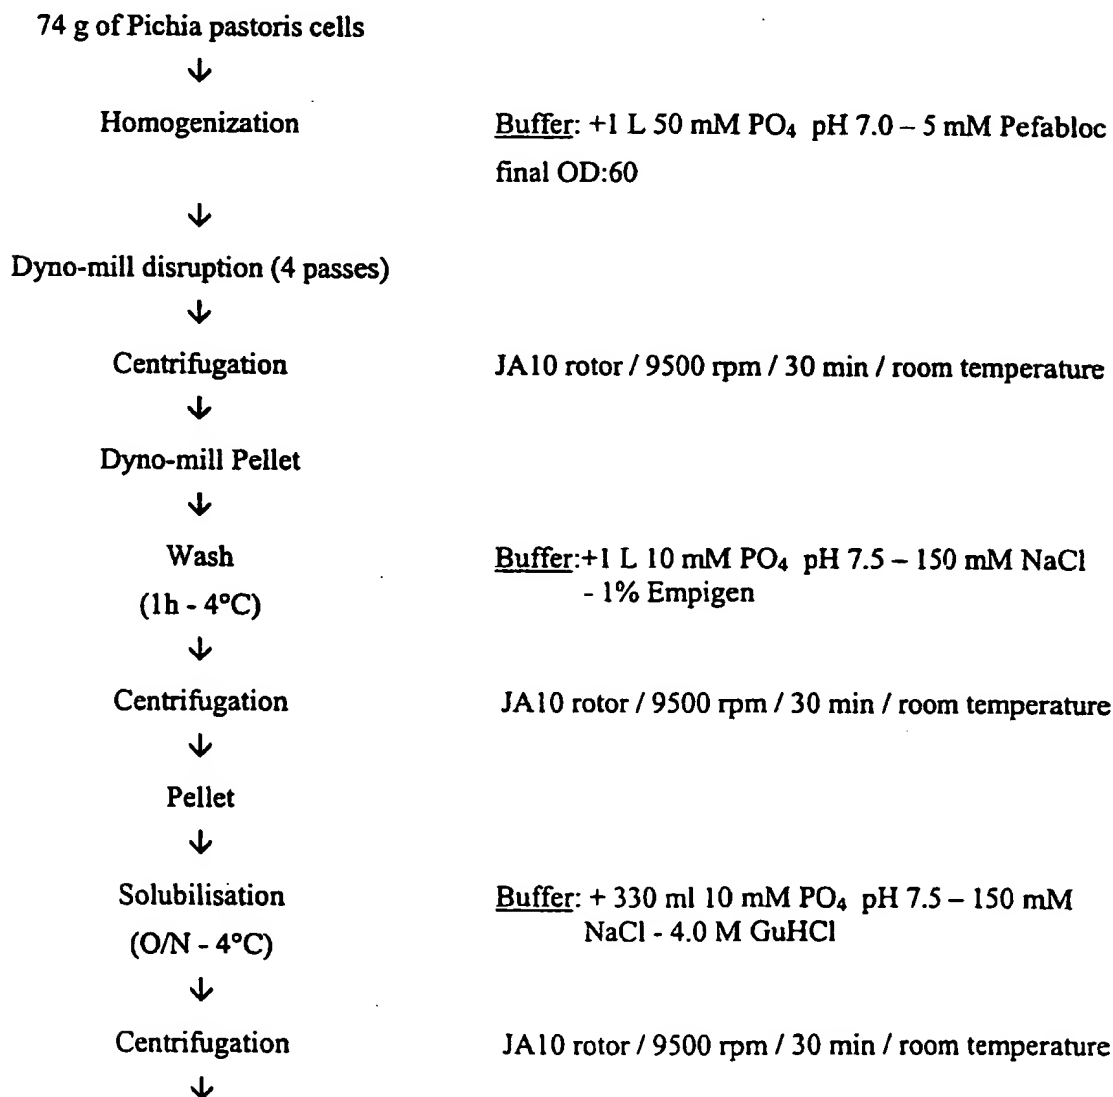 74 g of Pichia pastoris cells
↓
Homogenization Buffer: +1 L 50 mM PO₄ pH 7.0 – 5 mM Pefabloc
final OD:60
↓
Dyno-mill disruption (4 passes)
↓
Centrifugation JA10 rotor / 9500 rpm / 30 min / room temperature
↓
Dyno-mill Pellet
↓
Wash Buffer:+1 L 10 mM PO₄ pH 7.5 – 150 mM NaCl
(1h - 4°C) - 1% Empigen
↓
Centrifugation JA10 rotor / 9500 rpm / 30 min / room temperature
↓
Pellet
↓
Solubilisation Buffer: + 330 ml 10 mM PO₄ pH 7.5 – 150 mM
(O/N - 4°C) NaCl - 4.0 M GuHCl
↓
Centrifugation JA10 rotor / 9500 rpm / 30 min / room temperature
↓